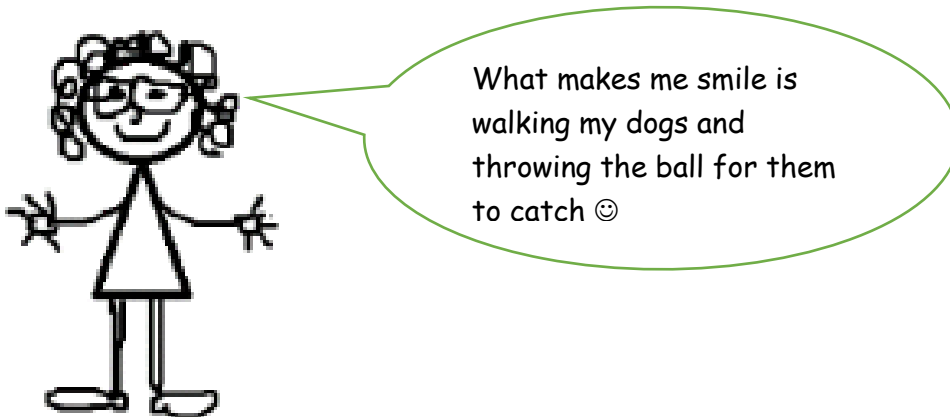 What makes me smile is
walking my dogs and
throwing the ball for them
to catch ☺